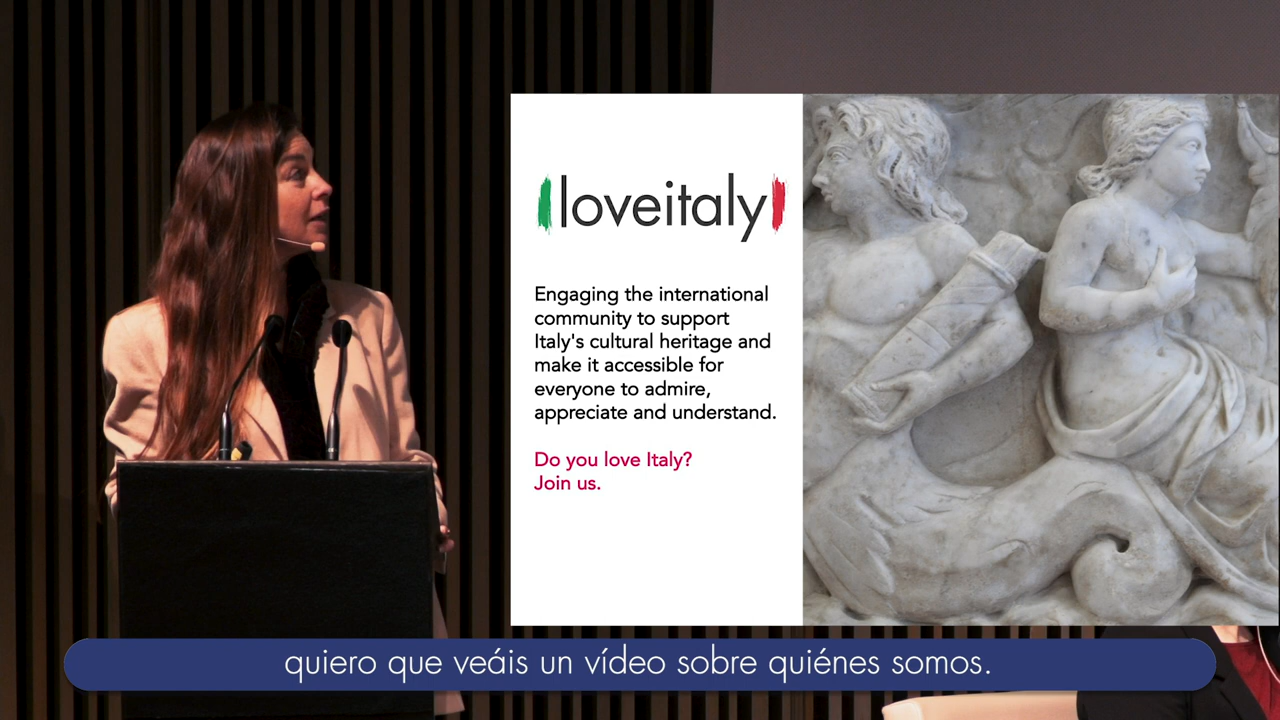 loveitaly
Engaging the international
community to support
Italy's cultural heritage and
make it accessible for
everyone to admire,
appreciate and understand.
Do you love Italy?
Join us.
quiero que veáis un vídeo sobre quiénes somos.